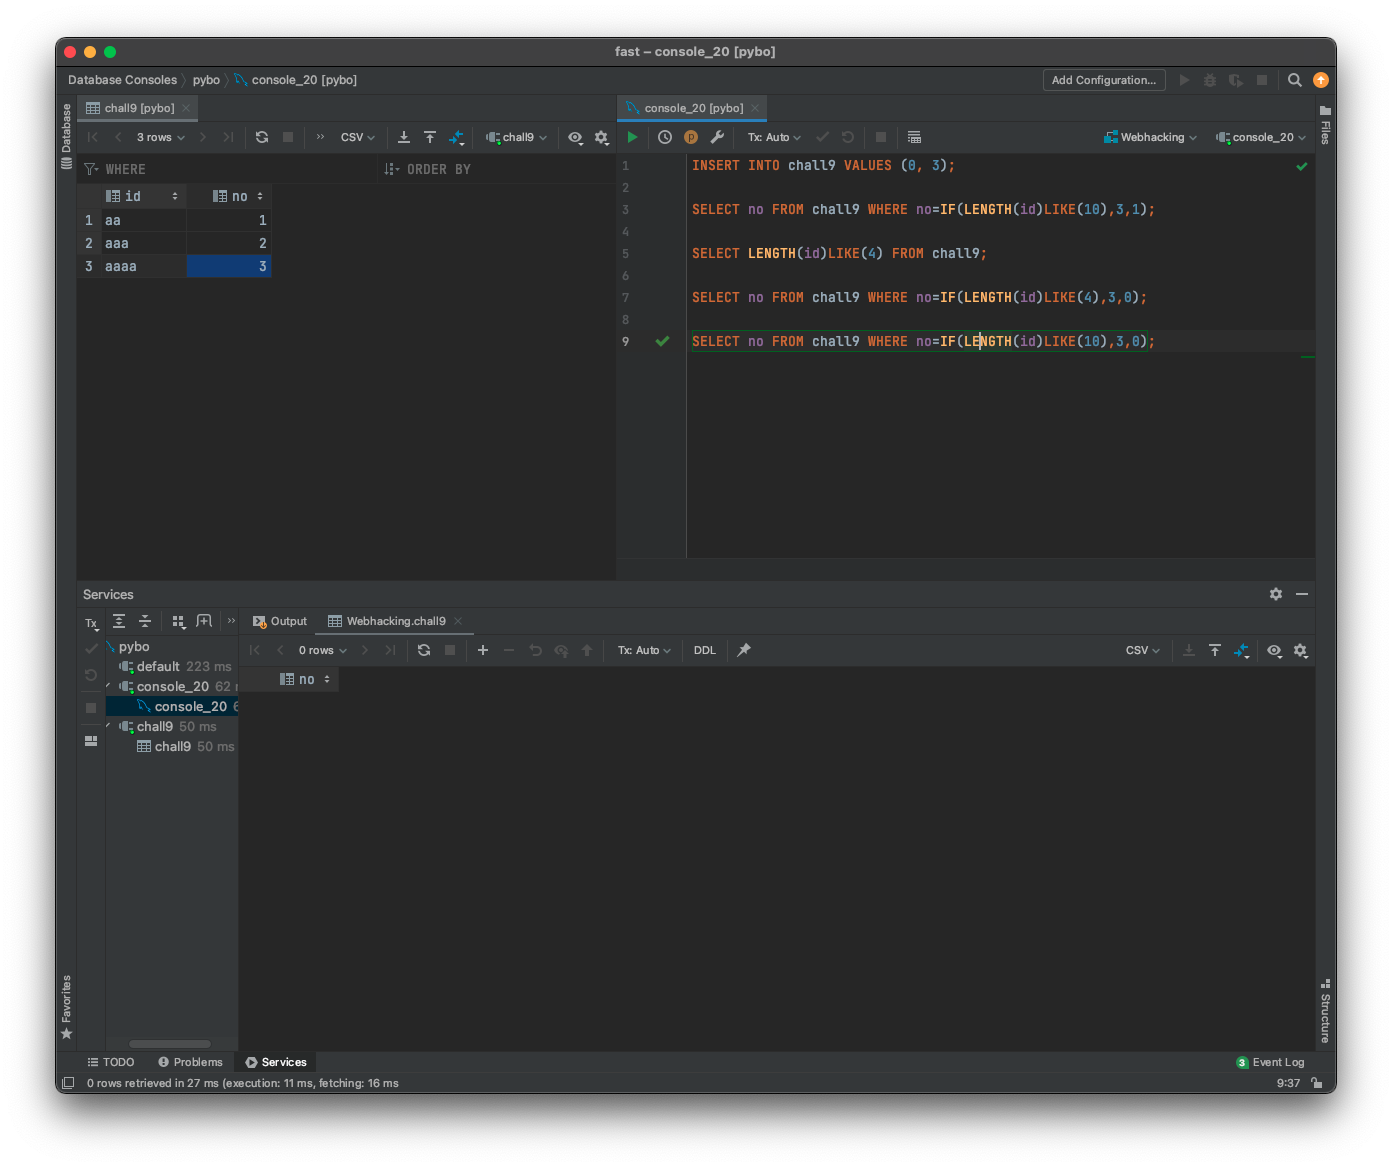 fast – console_20 [pybo]
Database Consoles pybo console_20 [pybo] Add Configuration...
Database
chall9 [pybo]
console_20 [pybo]
Files
3 rows CSV chall9
Tx: Auto Webhacking console_20
WHERE ORDER BY
id no
1 aa 1
2 aaa 2
3 aaaa 3
1 INSERT INTO chall9 VALUES (0, 3);
2
3 SELECT no FROM chall9 WHERE no=IF(LENGTH(id)LIKE(10),3,1);
4
5 SELECT LENGTH(id)LIKE(4) FROM chall9;
6
7 SELECT no FROM chall9 WHERE no=IF(LENGTH(id)LIKE(4),3,0);
8
9 SELECT no FROM chall9 WHERE no=IF(LENGTH(id)LIKE(10),3,0);
Services
Tx
Output Webhacking.chall9
pybo
default 223 ms
console_20 62
console_20
chall9 50 ms
chall9 50 ms
0 rows Tx: Auto DDL CSV
no
Favorites
Structure
TODO Problems Services 3 Event Log
0 rows retrieved in 27 ms (execution: 11 ms, fetching: 16 ms 9:37